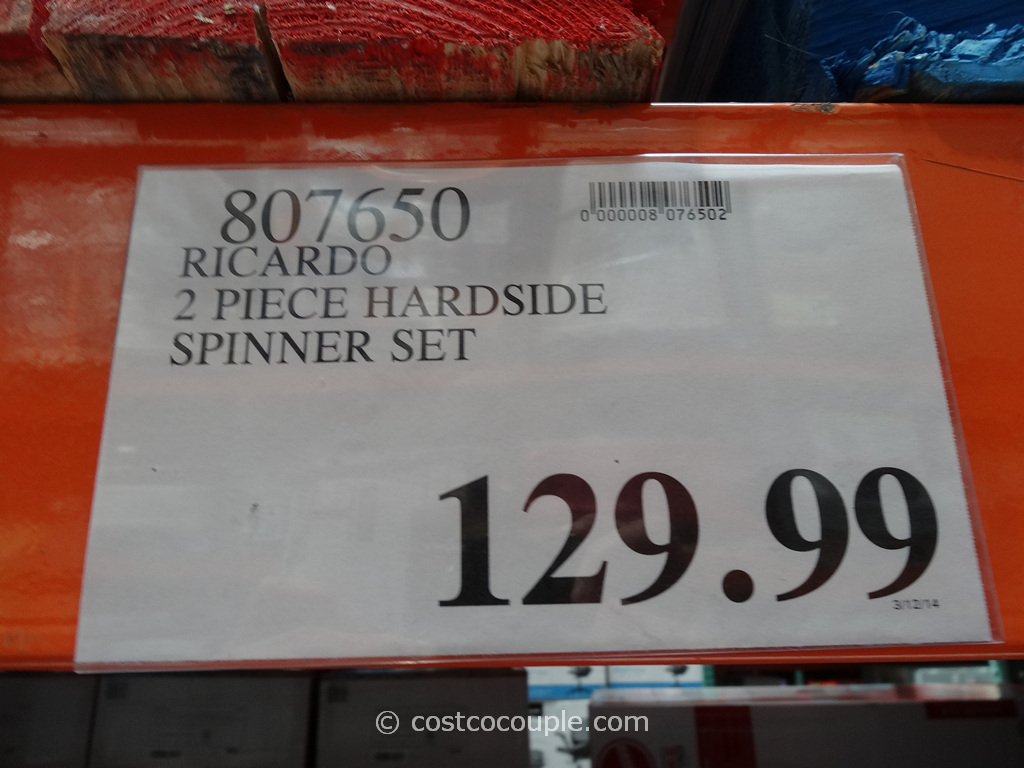 807650
0 000008 076502
RICARDO
2 PIECE HARDSIDE
SPINNER SET
129.99
3/12/14
© costcocouple.com